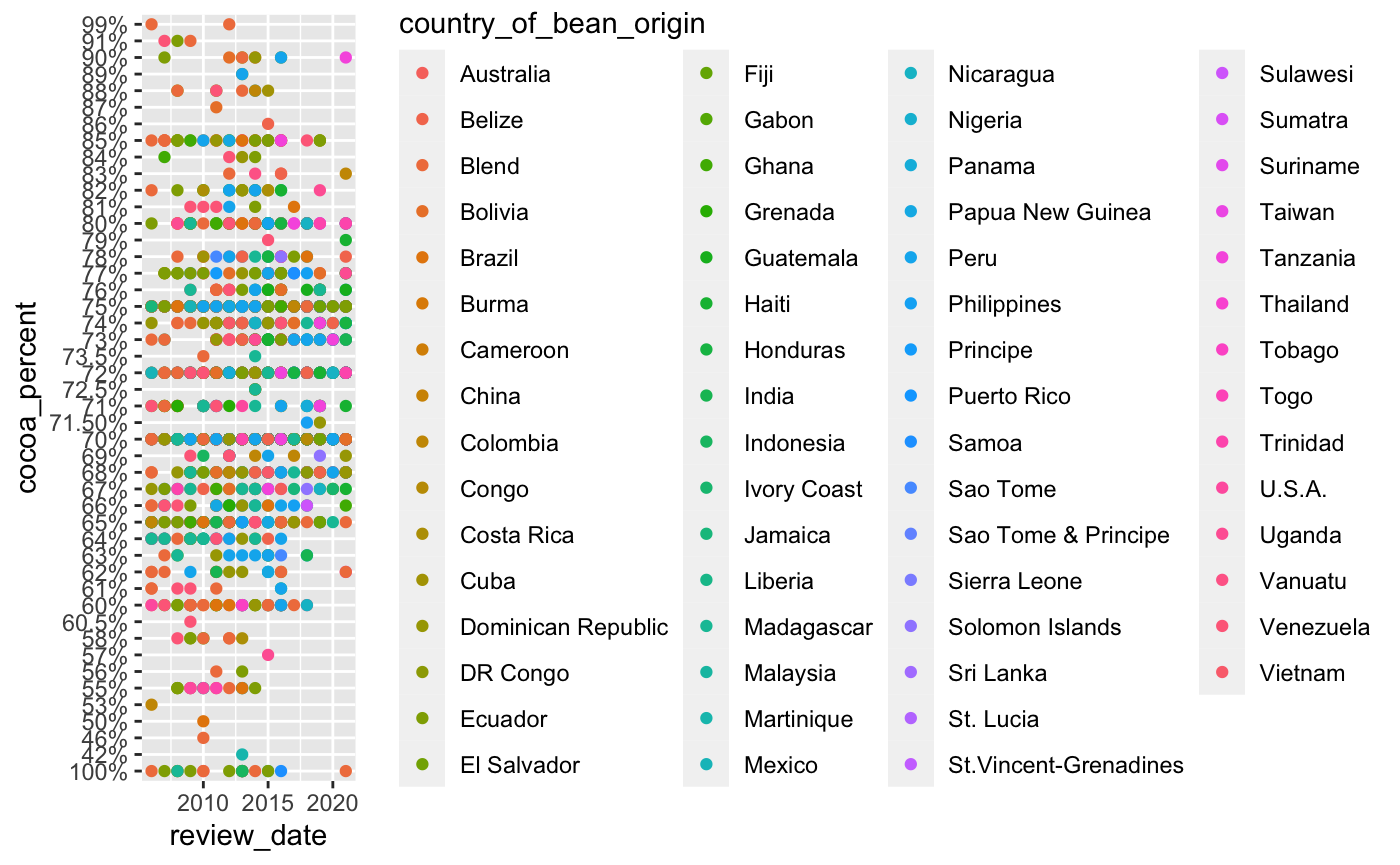 country_of_bean_origin
cocoa_percent
99%
91%
90%
89%
88%
87%
86%
85%
84%
83%
82%
81%
80%
79%
78%
77%
76%
75%
74%
73%
73.5%
72%
72.5%
71%
71.50%
70%
69%
68%
67%
66%
65%
64%
63%
62%
61%
60%
60.5%
58%
57%
56%
55%
53%
50%
46%
42%
100%
2010 2015 2020
review_date
Australia
Belize
Blend
Bolivia
Brazil
Burma
Cameroon
China
Colombia
Congo
Costa Rica
Cuba
Dominican Republic
DR Congo
Ecuador
El Salvador
Fiji
Gabon
Ghana
Grenada
Guatemala
Haiti
Honduras
India
Indonesia
Ivory Coast
Jamaica
Liberia
Madagascar
Malaysia
Martinique
Mexico
Nicaragua
Nigeria
Panama
Papua New Guinea
Peru
Philippines
Principe
Puerto Rico
Samoa
Sao Tome
Sao Tome & Principe
Sierra Leone
Solomon Islands
Sri Lanka
St. Lucia
St.Vincent-Grenadines
Sulawesi
Sumatra
Suriname
Taiwan
Tanzania
Thailand
Tobago
Togo
Trinidad
U.S.A.
Uganda
Vanuatu
Venezuela
Vietnam